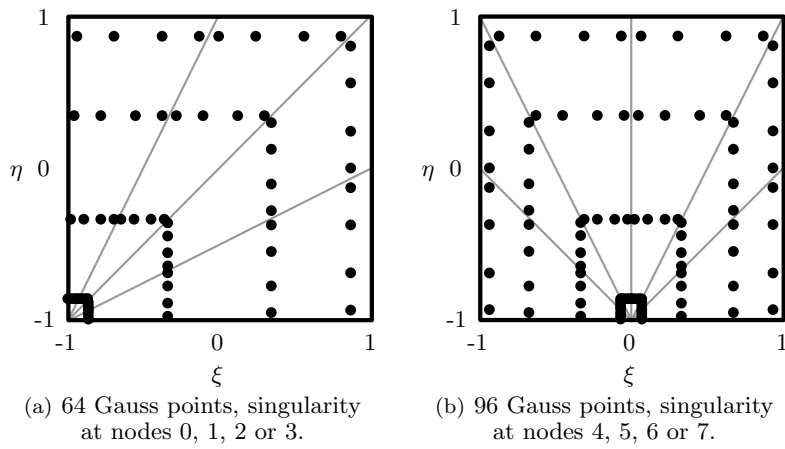 1
η 0
-1
-1 0 1
ξ
(a) 64 Gauss points, singularity
at nodes 0, 1, 2 or 3.
1
η 0
-1
-1 0 1
ξ
(b) 96 Gauss points, singularity
at nodes 4, 5, 6 or 7.